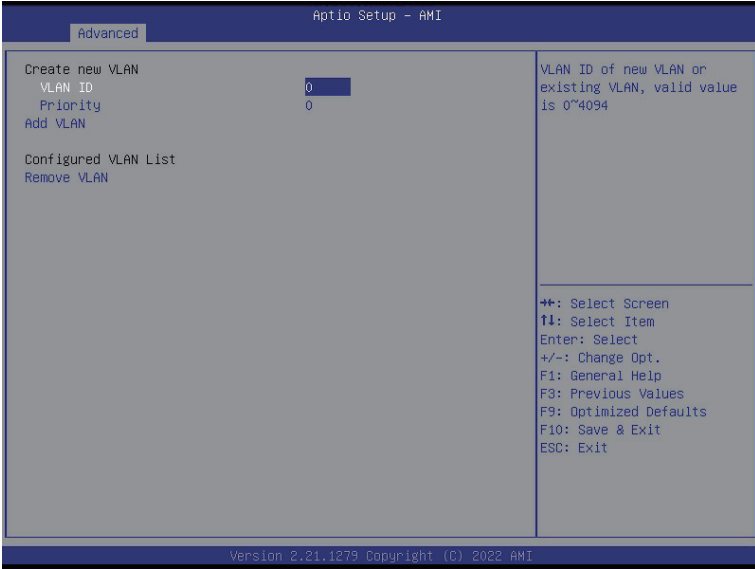 Aptio Setup – AMI
Advanced
Create new VLAN
VLAN ID 0
Priority 0
Add VLAN
Configured VLAN List
Remove VLAN
VLAN ID of new VLAN or
existing VLAN, valid value
is 0~4094
→←: Select Screen
↑↓: Select Item
Enter: Select
+/-: Change Opt.
F1: General Help
F3: Previous Values
F9: Optimized Defaults
F10: Save & Exit
ESC: Exit
Version 2.21.1279 Copyright (C) 2022 AMI